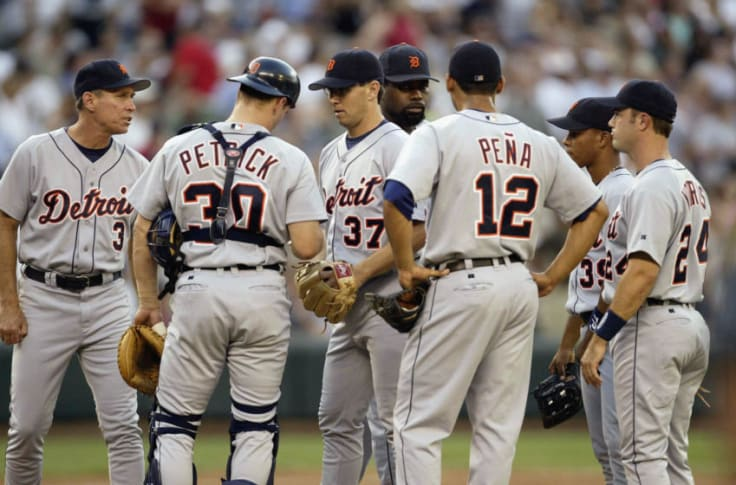 Detroit
3
PETRICK
30
Detroit
37
PEÑA
12
39
24